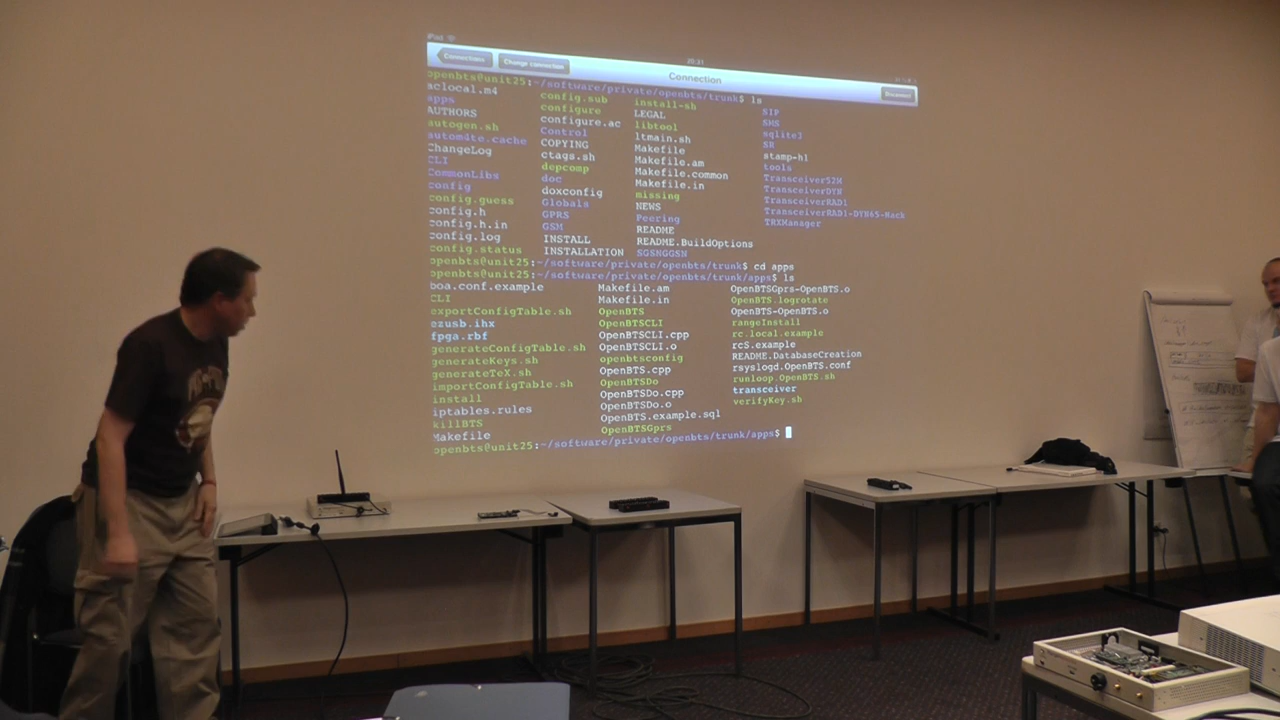 iPad 20:31
Connections Change connection Connection Disconnect
openbts@unit25:~/software/private/openbts/trunk$ ls
aclocal.m4 config.sub install-sh SIP
apps configure LEGAL SMS
AUTHORS configure.ac libtool sqlite3
autogen.sh Control ltmain.sh SR
autom4te.cache COPYING Makefile stamp-h1
ChangeLog ctags.sh Makefile.am tools
CLI depcomp Makefile.common Transceiver52M
CommonLibs doc Makefile.in TransceiverDYN
config doxconfig missing TransceiverRAD1
config.guess Globals NEWS TransceiverRAD1-DYN65-Hack
config.h GPRS Peering TRXManager
config.h.in GSM README
config.log INSTALL README.BuildOptions
config.status INSTALLATION SGSNGGSN
openbts@unit25:~/software/private/openbts/trunk$ cd apps
openbts@unit25:~/software/private/openbts/trunk/apps$ ls
boa.conf.example Makefile.am OpenBTSGprs-OpenBTS.o
CLI Makefile.in OpenBTS.logrotate
exportConfigTable.sh OpenBTS OpenBTS-OpenBTS.o
ezusb.ihx OpenBTSCLI rangeInstall
fpga.rbf OpenBTSCLI.cpp rc.local.example
generateConfigTable.sh OpenBTSCLI.o rcS.example
generateKeys.sh openbtsconfig README.DatabaseCreation
generateTeX.sh OpenBTS.cpp rsyslogd.OpenBTS.conf
importConfigTable.sh OpenBTSDo runloop.OpenBTS.sh
install OpenBTSDo.cpp transceiver
iptables.rules OpenBTSDo.o verifyKey.sh
killBTS OpenBTS.example.sql
Makefile OpenBTSGprs
openbts@unit25:~/software/private/openbts/trunk/apps$